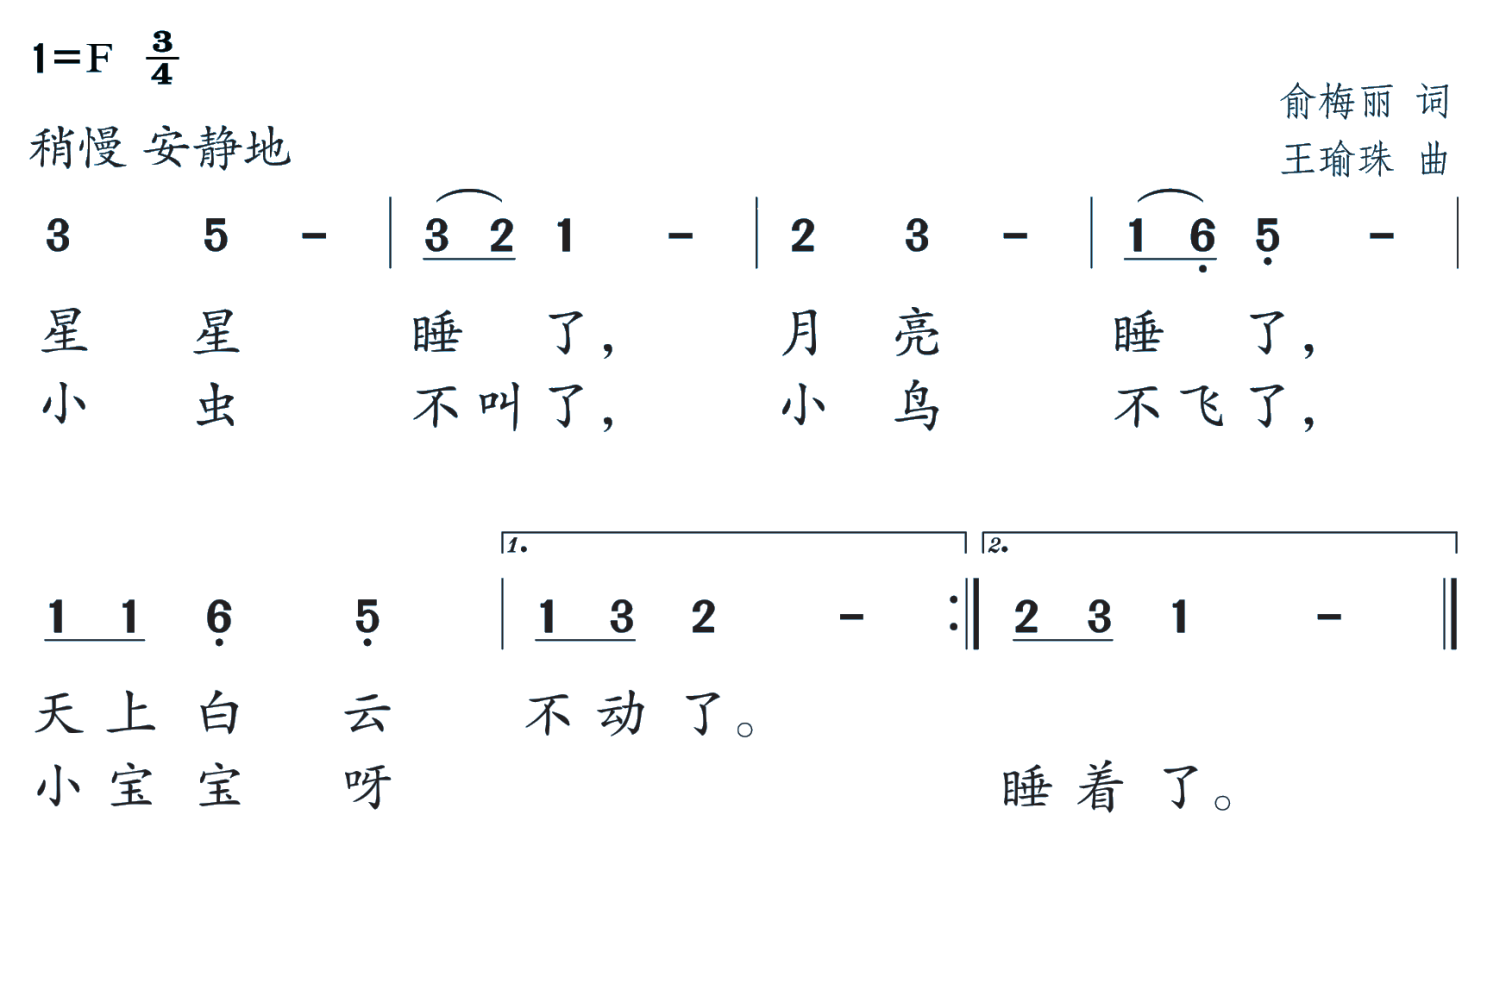 1=F 3/4
俞梅丽 词
稍慢 安静地
王瑜珠 曲
3 5 - | 3 2 1 - | 2 3 - | 1 6 5 - |
星 星 睡 了, 月 亮 睡 了,
小 虫 不 叫 了, 小 鸟 不 飞 了,
1. 2.
1 1 6 5 | 1 3 2 - :|| 2 3 1 - ||
天 上 白 云 不 动 了。
小 宝 宝 呀 睡 着 了。